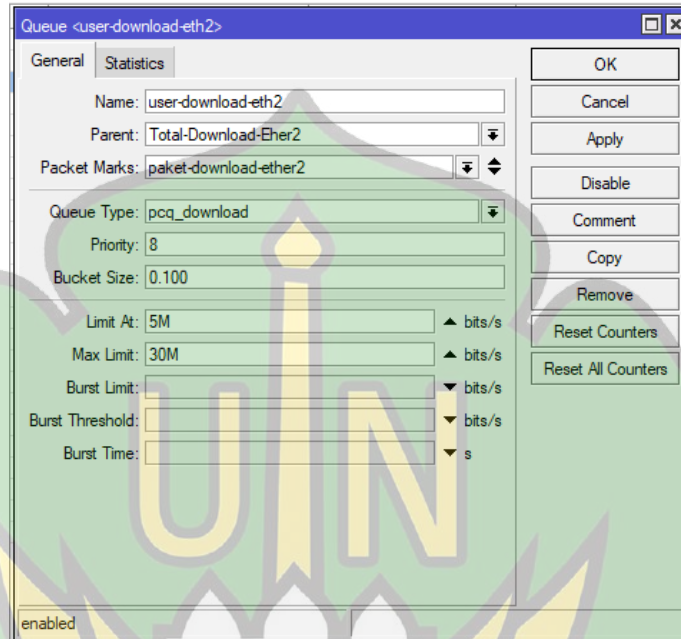 Queue <user-download-eth2>
General Statistics
Name: user-download-eth2
Parent: Total-Download-Eher2
Packet Marks: paket-download-ether2
Queue Type: pcq_download
Priority: 8
Bucket Size: 0.100
Limit At: 5M bits/s
Max Limit: 30M bits/s
Burst Limit: bits/s
Burst Threshold: bits/s
Burst Time: s
OK
Cancel
Apply
Disable
Comment
Copy
Remove
Reset Counters
Reset All Counters
enabled
UIN